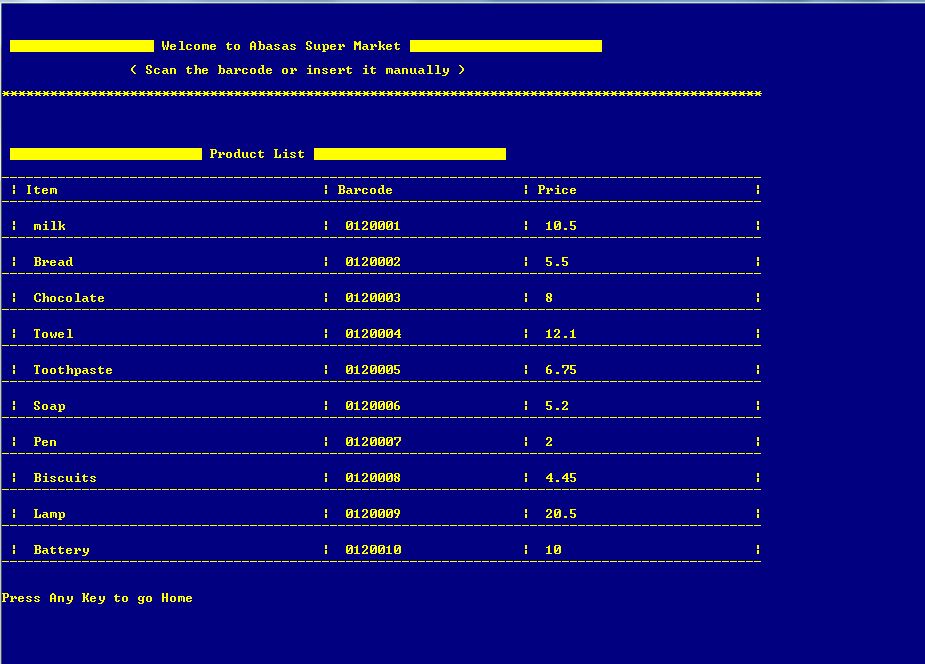 Welcome to Abasas Super Market
( Scan the barcode or insert it manually )
***********************************************************************************************
Product List
| Item | Barcode | Price |
| milk | 0120001 | 10.5 |
| Bread | 0120002 | 5.5 |
| Chocolate | 0120003 | 8 |
| Towel | 0120004 | 12.1 |
| Toothpaste | 0120005 | 6.75 |
| Soap | 0120006 | 5.2 |
| Pen | 0120007 | 2 |
| Biscuits | 0120008 | 4.45 |
| Lamp | 0120009 | 20.5 |
| Battery | 0120010 | 10 |
Press Any Key to go Home